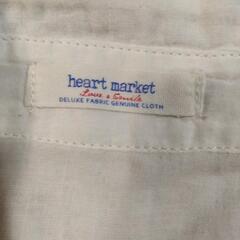 heart market
Love & Smile
DELUXE FABRIC GENUINE CLOTH